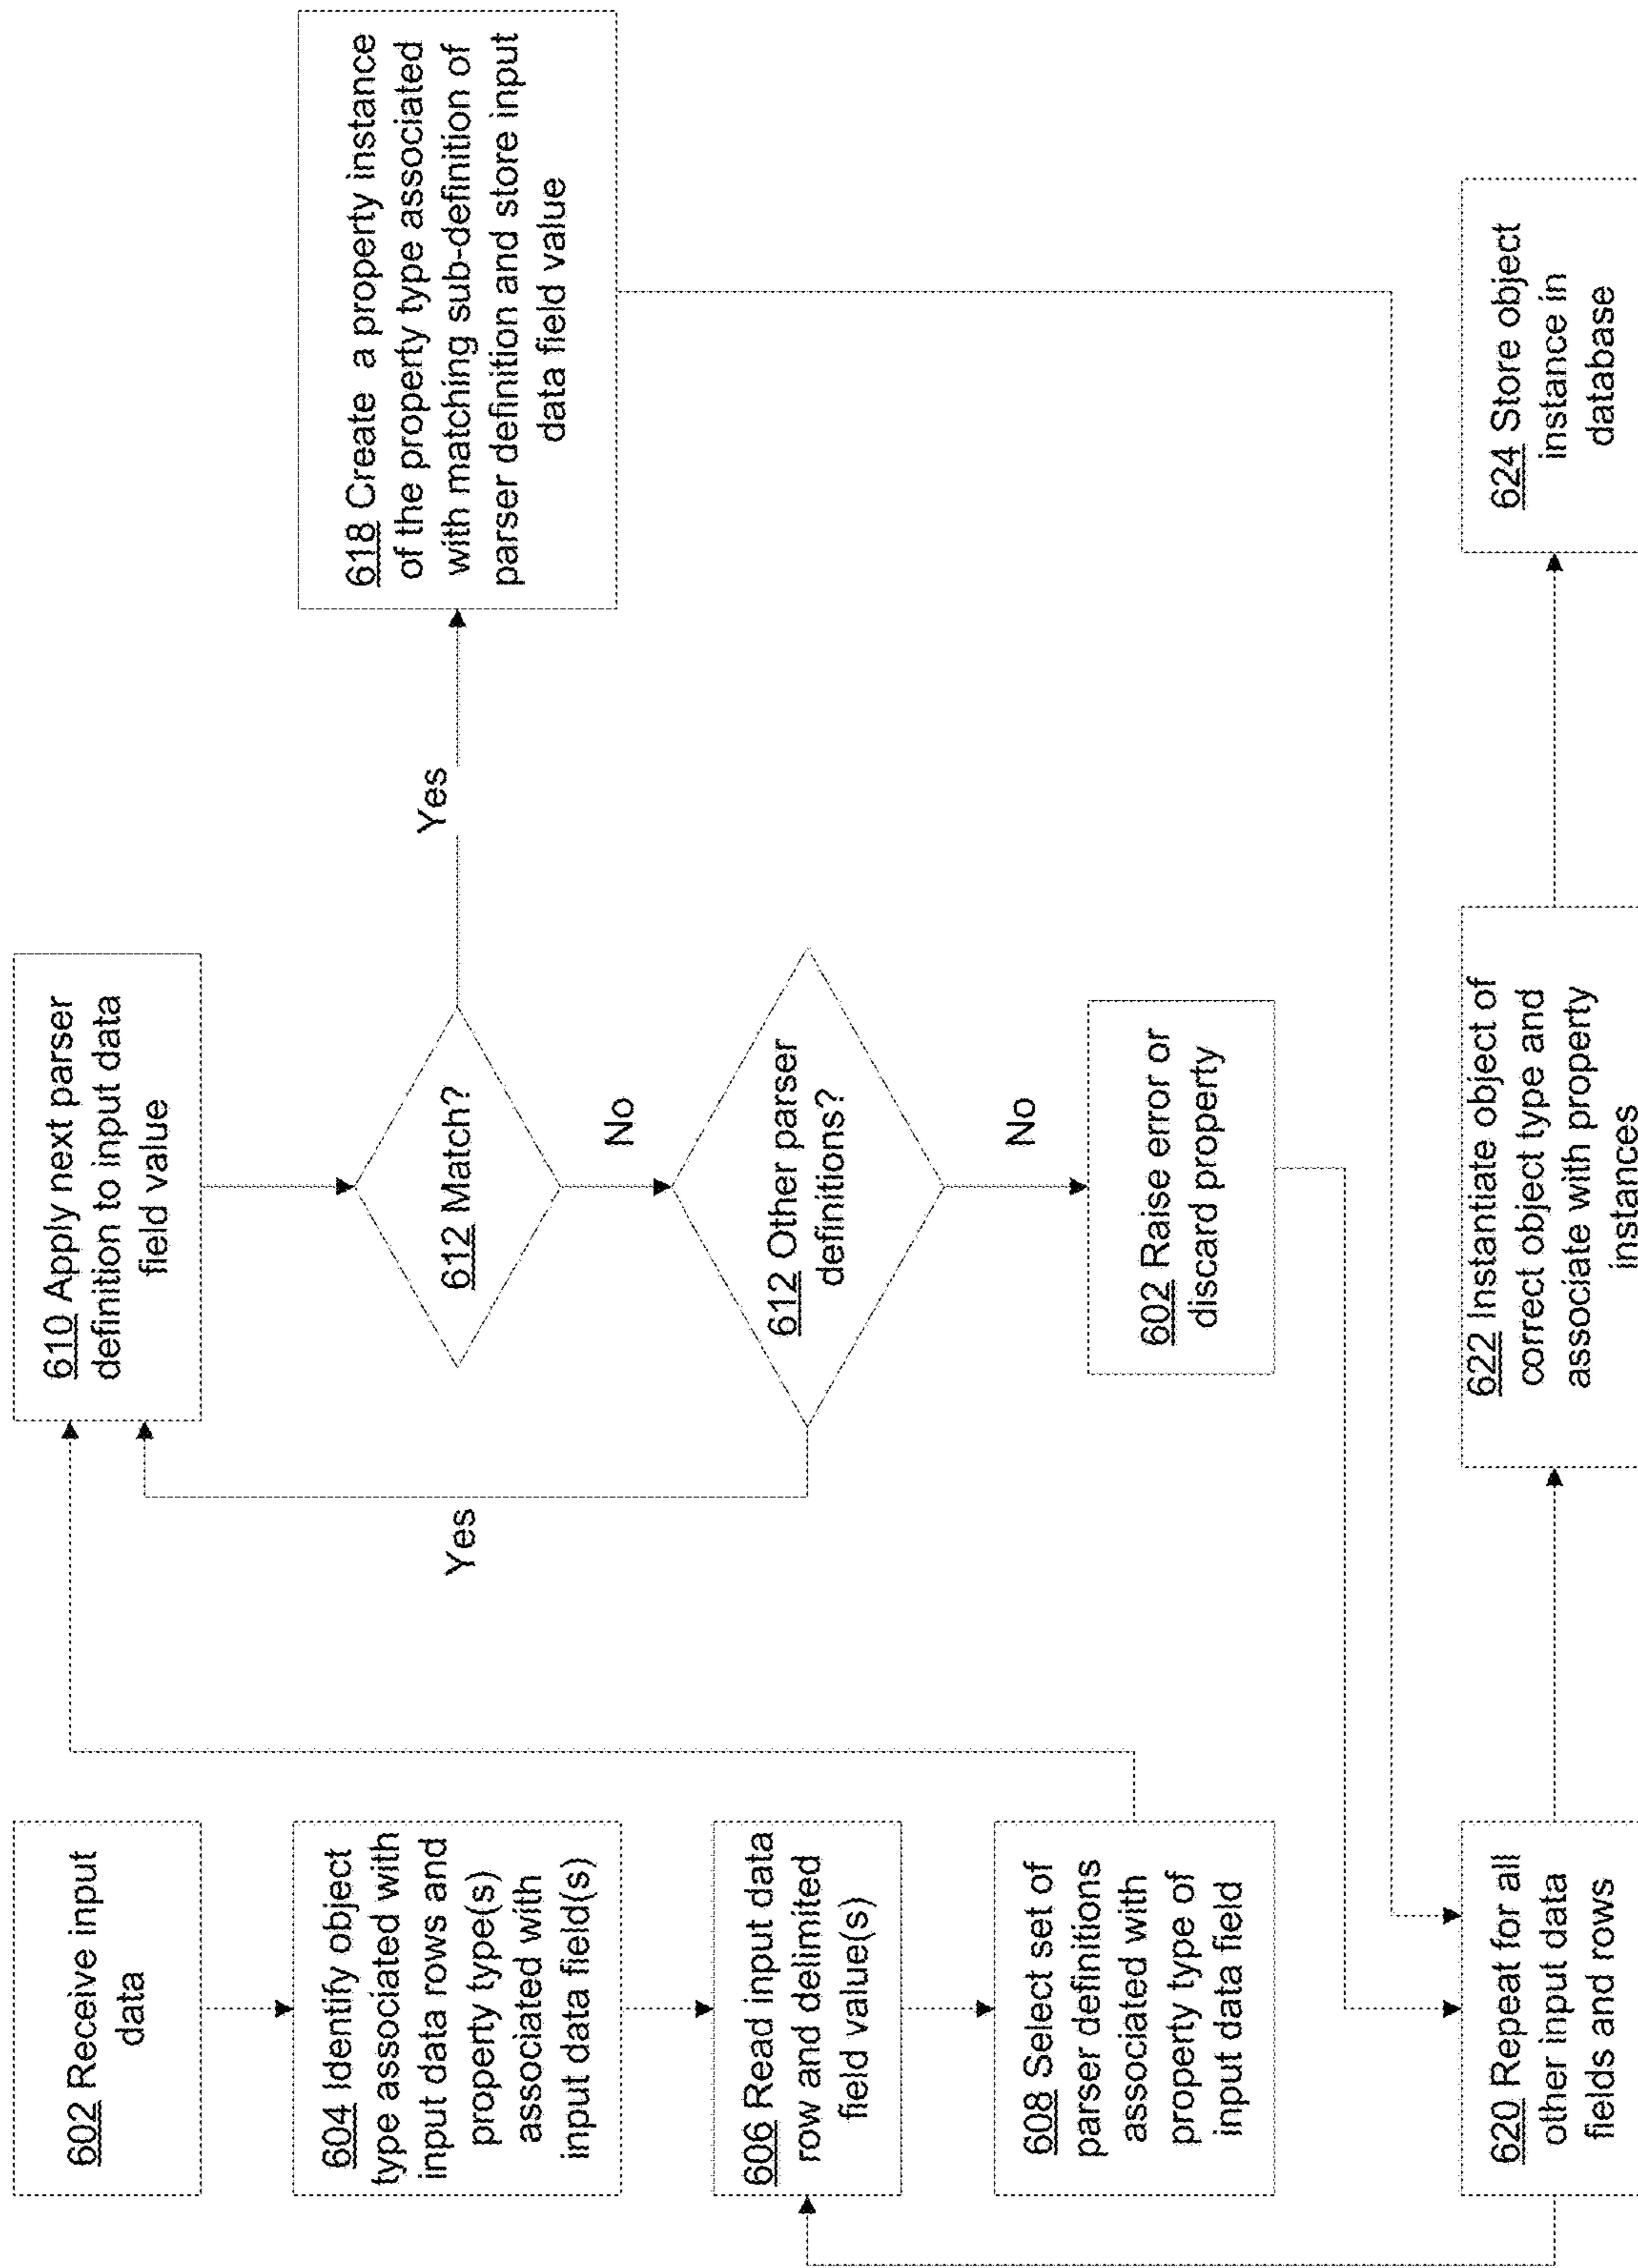 602 Receive input
data
604 Identify object
type associated with
input data rows and
property type(s)
associated with
input data field(s)
606 Read input data
row and delimited
field value(s)
608 Select set of
parser definitions
associated with
property type of
input data field
610 Apply next parser
definition to input data
field value
612 Match?
Yes
No
612 Other parser
definitions?
Yes
No
602 Raise error or
discard property
618 Create a property instance
of the property type associated
with matching sub-definition of
parser definition and store input
data field value
620 Repeat for all
other input data
fields and rows
622 Instantiate object of
correct object type and
associate with property
instances
624 Store object
instance in
database